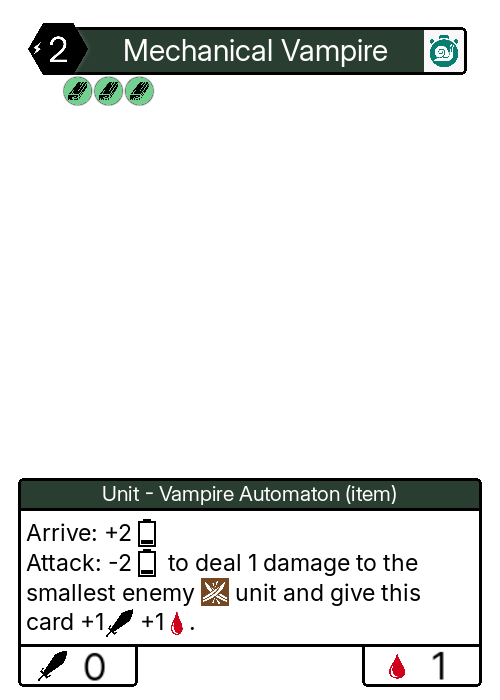 2 Mechanical Vampire
Unit - Vampire Automaton (item)
Arrive: +2
Attack: -2 to deal 1 damage to the
smallest enemy unit and give this
card +1 +1 .
0 1